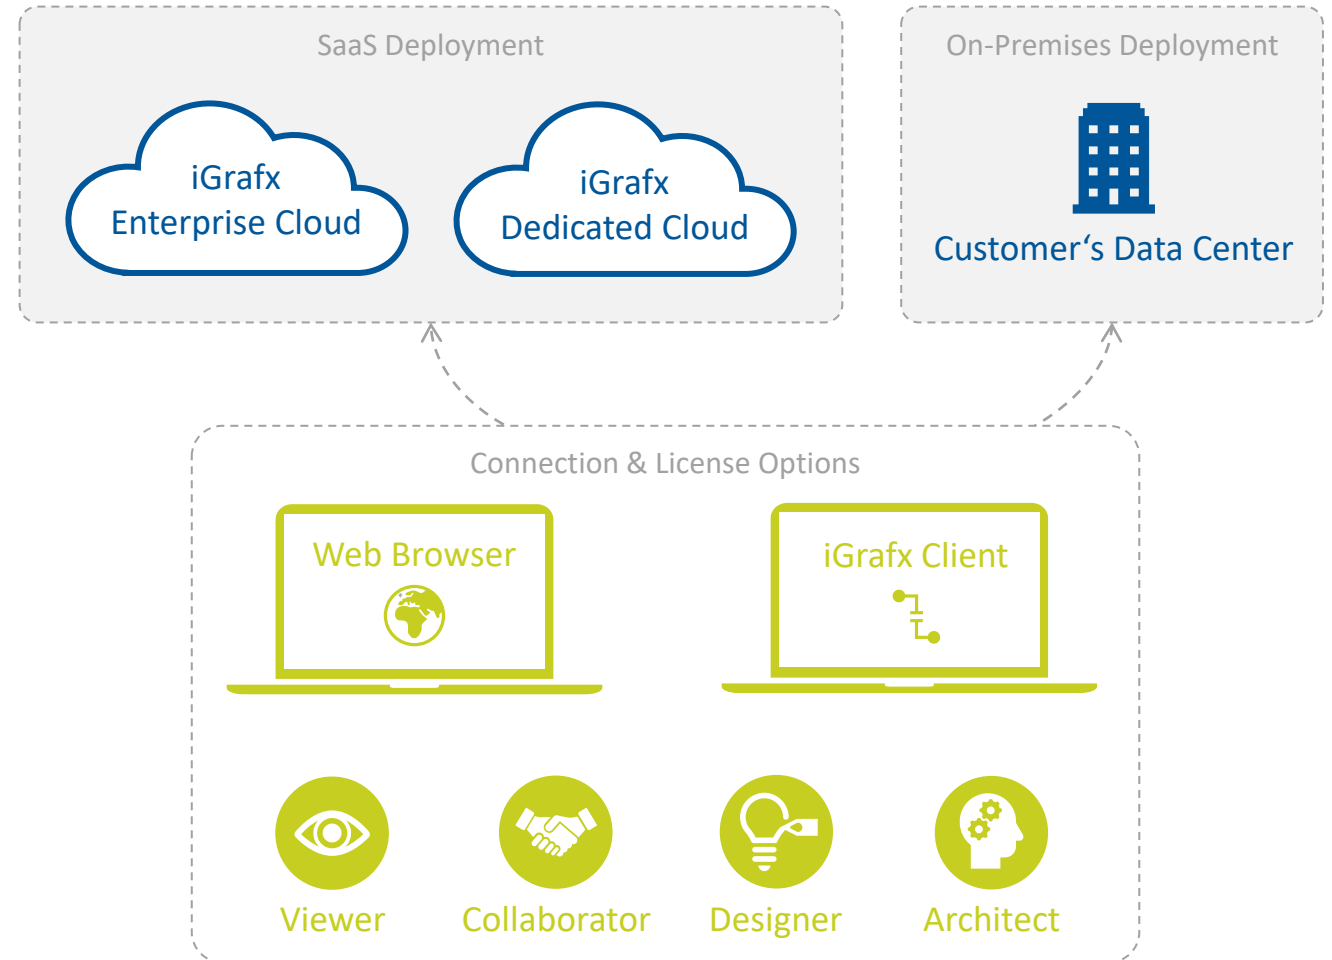 SaaS Deployment
iGrafx
Enterprise Cloud
iGrafx
Dedicated Cloud
On-Premises Deployment
Customer‘s Data Center
Connection & License Options
Web Browser
iGrafx Client
Viewer
Collaborator
Designer
Architect